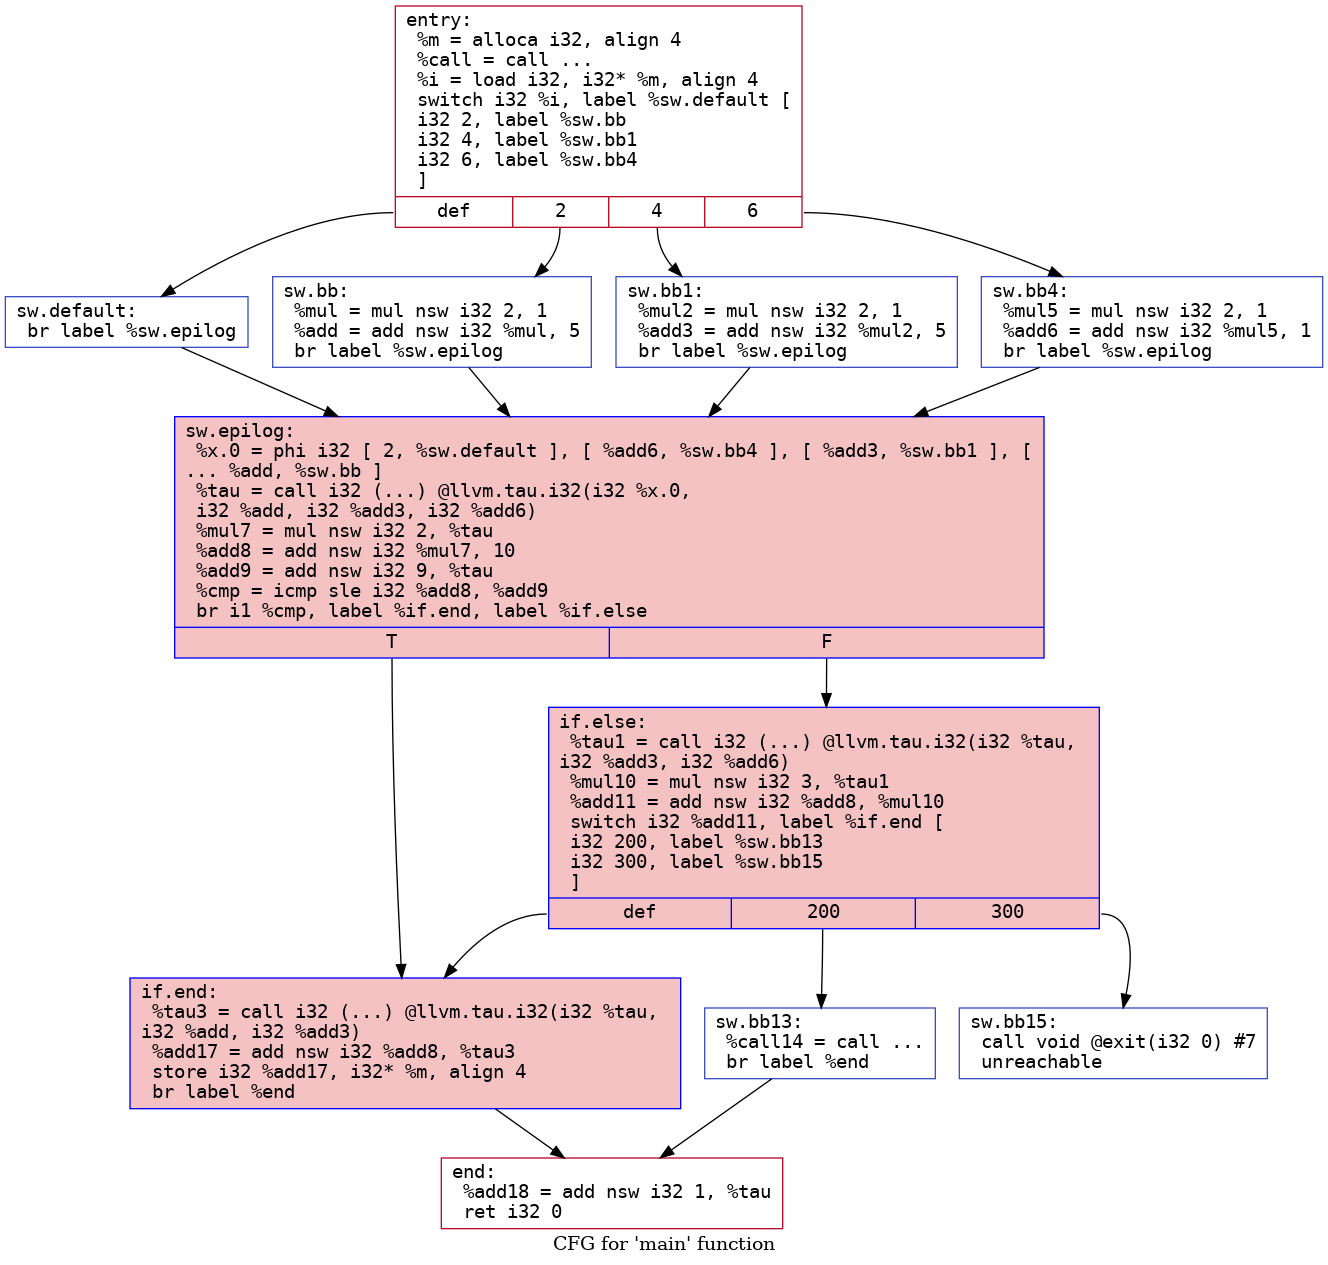 entry:
%m = alloca i32, align 4
%call = call ...
%i = load i32, i32* %m, align 4
switch i32 %i, label %sw.default [
i32 2, label %sw.bb
i32 4, label %sw.bb1
i32 6, label %sw.bb4
]
def 2 4 6
sw.default:
br label %sw.epilog
sw.bb:
%mul = mul nsw i32 2, 1
%add = add nsw i32 %mul, 5
br label %sw.epilog
sw.bb1:
%mul2 = mul nsw i32 2, 1
%add3 = add nsw i32 %mul2, 5
br label %sw.epilog
sw.bb4:
%mul5 = mul nsw i32 2, 1
%add6 = add nsw i32 %mul5, 1
br label %sw.epilog
sw.epilog:
%x.0 = phi i32 [ 2, %sw.default ], [ %add6, %sw.bb4 ], [ %add3, %sw.bb1 ], [
... %add, %sw.bb ]
%tau = call i32 (...) @llvm.tau.i32(i32 %x.0,
i32 %add, i32 %add3, i32 %add6)
%mul7 = mul nsw i32 2, %tau
%add8 = add nsw i32 %mul7, 10
%add9 = add nsw i32 9, %tau
%cmp = icmp sle i32 %add8, %add9
br i1 %cmp, label %if.end, label %if.else
T F
if.else:
%tau1 = call i32 (...) @llvm.tau.i32(i32 %tau,
i32 %add3, i32 %add6)
%mul10 = mul nsw i32 3, %tau1
%add11 = add nsw i32 %add8, %mul10
switch i32 %add11, label %if.end [
i32 200, label %sw.bb13
i32 300, label %sw.bb15
]
def 200 300
if.end:
%tau3 = call i32 (...) @llvm.tau.i32(i32 %tau,
i32 %add, i32 %add3)
%add17 = add nsw i32 %add8, %tau3
store i32 %add17, i32* %m, align 4
br label %end
sw.bb13:
%call14 = call ...
br label %end
sw.bb15:
call void @exit(i32 0) #7
unreachable
end:
%add18 = add nsw i32 1, %tau
ret i32 0
CFG for 'main' function